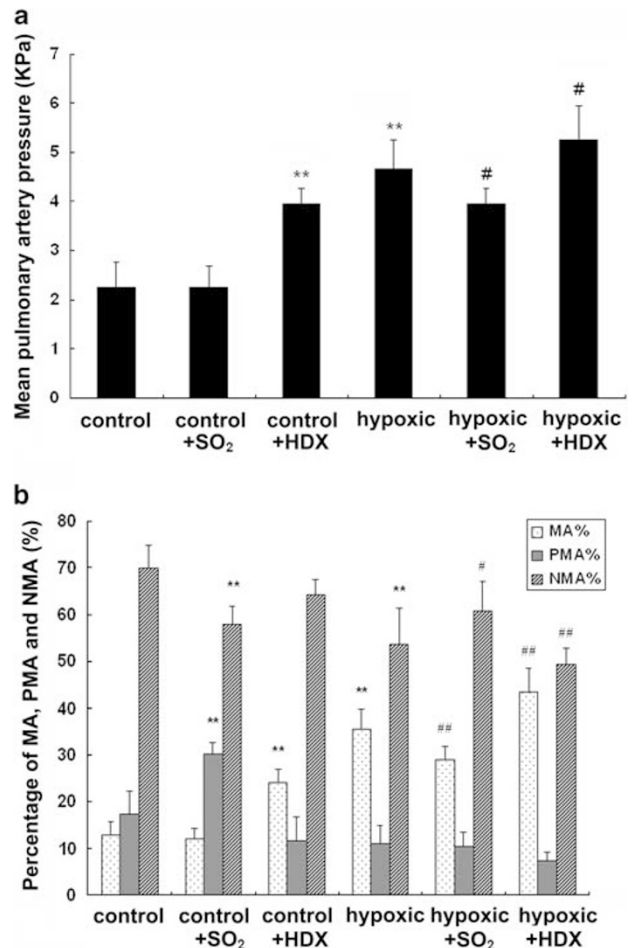 a
Mean pulmonary artery pressure (KPa)
7
6
5
4
3
2
1
0
**
**
#
#
control
control
+SO₂
control
+HDX
hypoxic
hypoxic
+SO₂
hypoxic
+HDX
b
Percentage of MA, PMA and NMA (%)
80
70
60
50
40
30
20
10
0
MA%
PMA%
NMA%
**
**
**
**
**
##
#
##
##
control
control
+SO₂
control
+HDX
hypoxic
hypoxic
+SO₂
hypoxic
+HDX